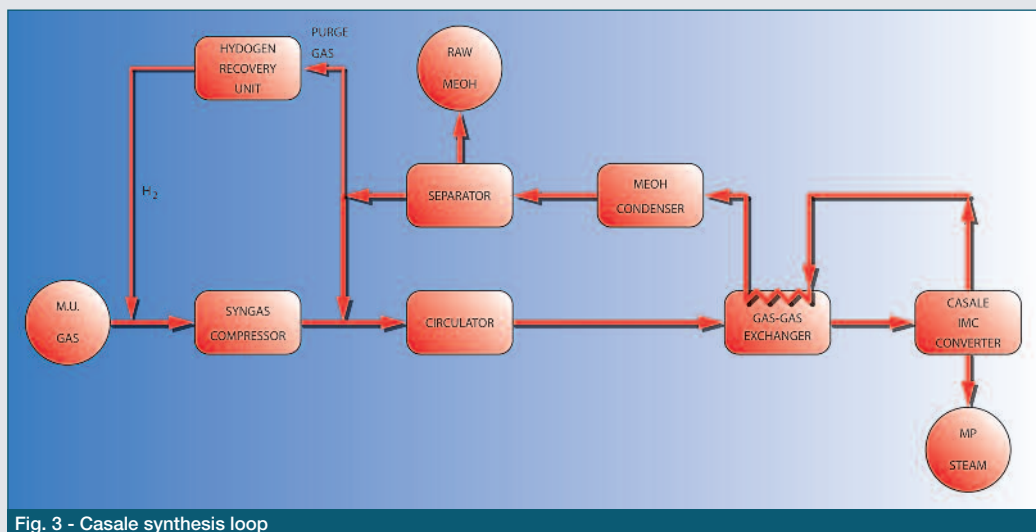 HYDOGEN
RECOVERY
UNIT
PURGE
GAS
RAW
MEOH
H2
SEPARATOR
MEOH
CONDENSER
M.U.
GAS
SYNGAS
COMPRESSOR
CIRCULATOR
GAS-GAS
EXCHANGER
CASALE
IMC
CONVERTER
MP
STEAM
Fig. 3 - Casale synthesis loop